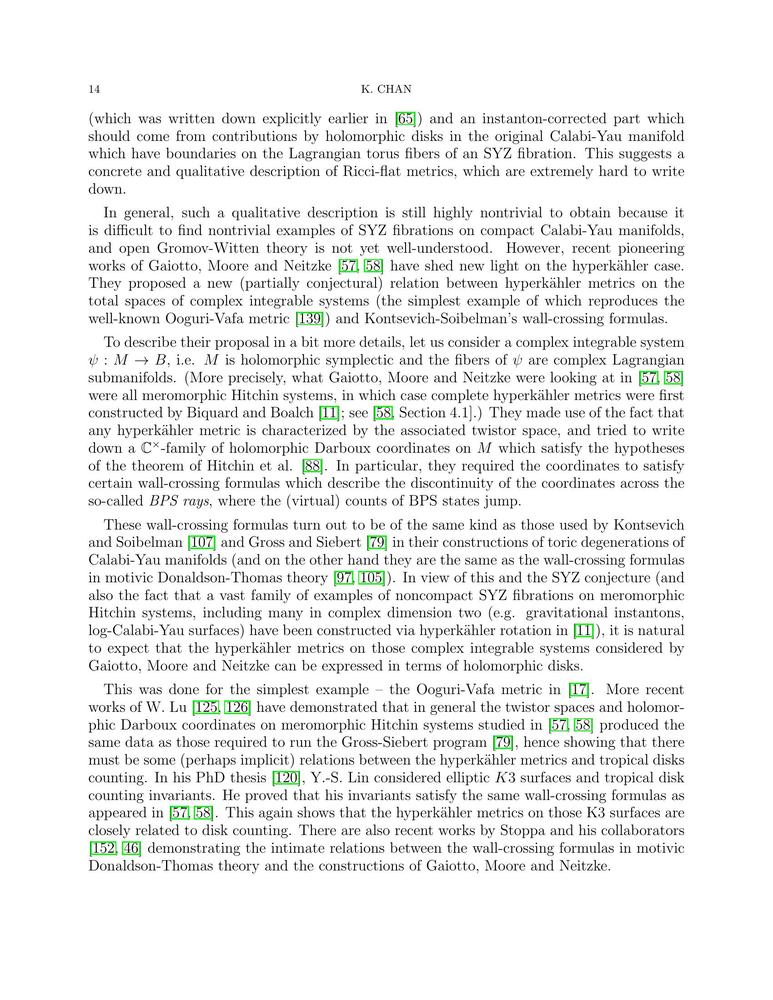 14
K. CHAN
(which was written down explicitly earlier in [65]) and an instanton-corrected part which
should come from contributions by holomorphic disks in the original Calabi-Yau manifold
which have boundaries on the Lagrangian torus fibers of an SYZ fibration. This suggests a
concrete and qualitative description of Ricci-flat metrics, which are extremely hard to write
down.
In general, such a qualitative description is still highly nontrivial to obtain because it
is difficult to find nontrivial examples of SYZ fibrations on compact Calabi-Yau manifolds,
and open Gromov-Witten theory is not yet well-understood. However, recent pioneering
works of Gaiotto, Moore and Neitzke [57, 58] have shed new light on the hyperkähler case.
They proposed a new (partially conjectural) relation between hyperkähler metrics on the
total spaces of complex integrable systems (the simplest example of which reproduces the
well-known Ooguri-Vafa metric [139]) and Kontsevich-Soibelman's wall-crossing formulas.
To describe their proposal in a bit more details, let us consider a complex integrable system
ψ : M → B, i.e. M is holomorphic symplectic and the fibers of ψ are complex Lagrangian
submanifolds. (More precisely, what Gaiotto, Moore and Neitzke were looking at in [57, 58]
were all meromorphic Hitchin systems, in which case complete hyperkähler metrics were first
constructed by Biquard and Boalch [11]; see [58, Section 4.1].) They made use of the fact that
any hyperkähler metric is characterized by the associated twistor space, and tried to write
down a ℂ×-family of holomorphic Darboux coordinates on M which satisfy the hypotheses
of the theorem of Hitchin et al. [88]. In particular, they required the coordinates to satisfy
certain wall-crossing formulas which describe the discontinuity of the coordinates across the
so-called BPS rays, where the (virtual) counts of BPS states jump.
These wall-crossing formulas turn out to be of the same kind as those used by Kontsevich
and Soibelman [107] and Gross and Siebert [79] in their constructions of toric degenerations of
Calabi-Yau manifolds (and on the other hand they are the same as the wall-crossing formulas
in motivic Donaldson-Thomas theory [97, 105]). In view of this and the SYZ conjecture (and
also the fact that a vast family of examples of noncompact SYZ fibrations on meromorphic
Hitchin systems, including many in complex dimension two (e.g. gravitational instantons,
log-Calabi-Yau surfaces) have been constructed via hyperkähler rotation in [11]), it is natural
to expect that the hyperkähler metrics on those complex integrable systems considered by
Gaiotto, Moore and Neitzke can be expressed in terms of holomorphic disks.
This was done for the simplest example – the Ooguri-Vafa metric in [17]. More recent
works of W. Lu [125, 126] have demonstrated that in general the twistor spaces and holomor-
phic Darboux coordinates on meromorphic Hitchin systems studied in [57, 58] produced the
same data as those required to run the Gross-Siebert program [79], hence showing that there
must be some (perhaps implicit) relations between the hyperkähler metrics and tropical disks
counting. In his PhD thesis [120], Y.-S. Lin considered elliptic K3 surfaces and tropical disk
counting invariants. He proved that his invariants satisfy the same wall-crossing formulas as
appeared in [57, 58]. This again shows that the hyperkähler metrics on those K3 surfaces are
closely related to disk counting. There are also recent works by Stoppa and his collaborators
[152, 46] demonstrating the intimate relations between the wall-crossing formulas in motivic
Donaldson-Thomas theory and the constructions of Gaiotto, Moore and Neitzke.